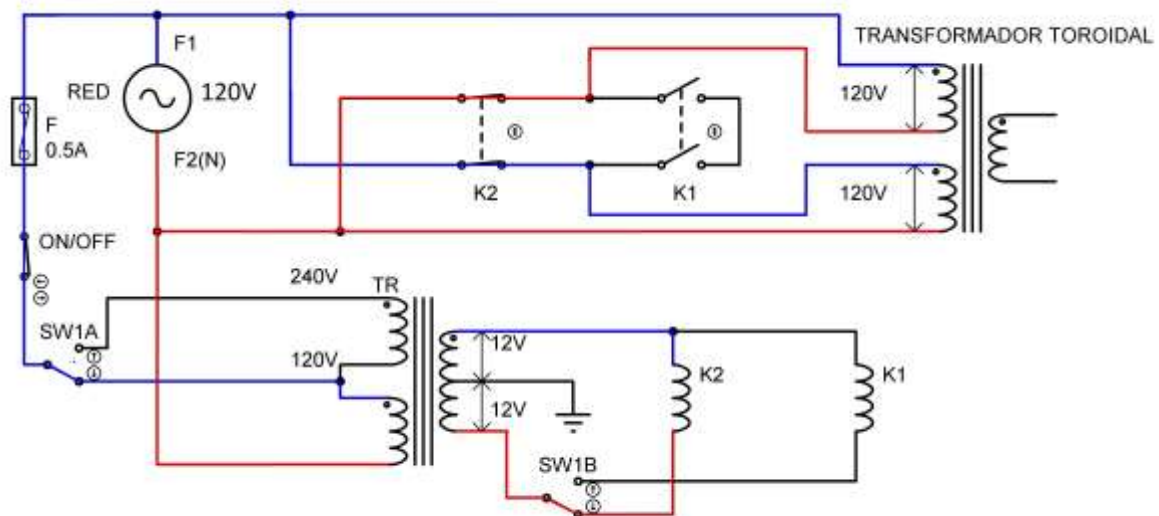 F1
TRANSFORMADOR TOROIDAL
RED
120V
120V
F
0.5A
F2(N)
K2
K1
120V
ON/OFF
240V
TR
SW1A
12V
120V
K2
K1
12V
SW1B